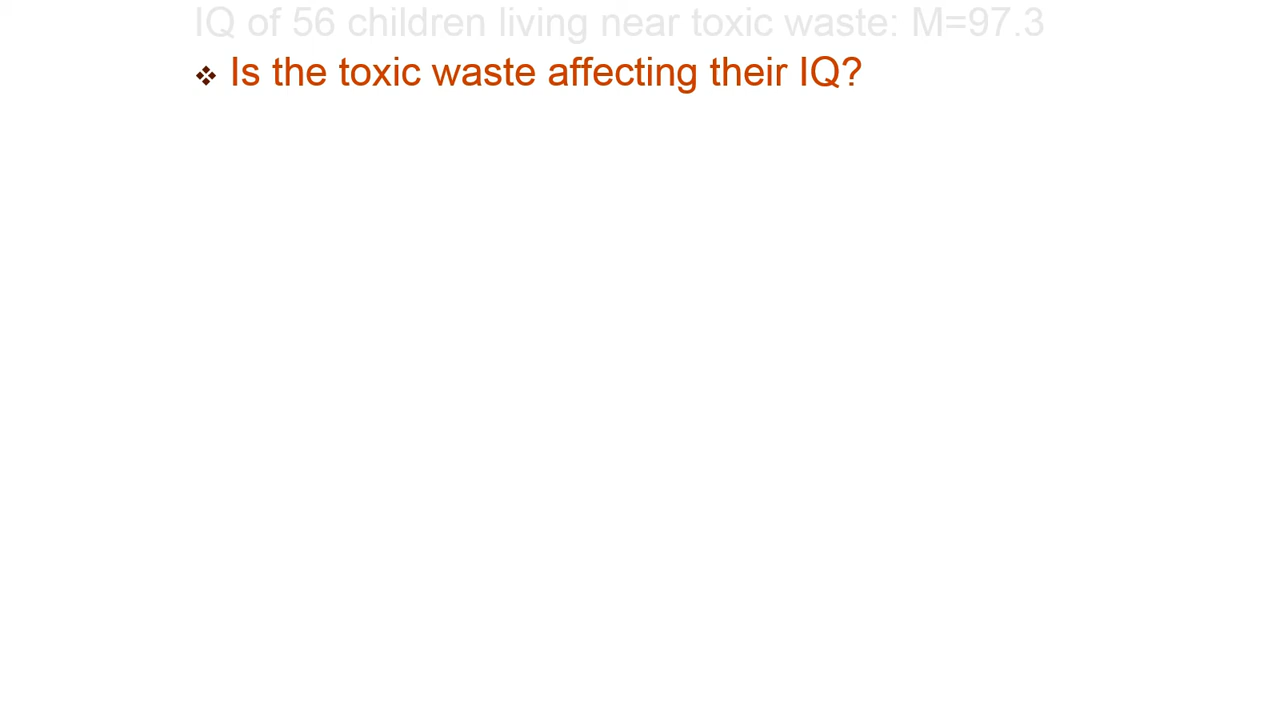 IQ of 56 children living near toxic waste: M=97.3
❖ Is the toxic waste affecting their IQ?